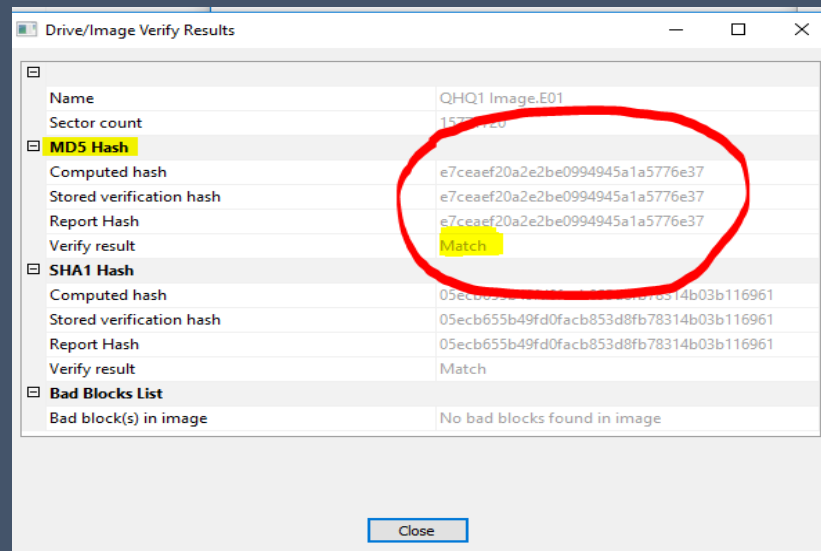 Drive/Image Verify Results
Name QHQ1 Image.E01
Sector count
MD5 Hash
Computed hash e7ceaef20a2e2be0994945a1a5776e37
Stored verification hash e7ceaef20a2e2be0994945a1a5776e37
Report Hash e7ceaef20a2e2be0994945a1a5776e37
Verify result Match
SHA1 Hash
Computed hash
Stored verification hash 05ecb655b49fd0facb853d8fb78314b03b116961
Report Hash 05ecb655b49fd0facb853d8fb78314b03b116961
Verify result Match
Bad Blocks List
Bad block(s) in image No bad blocks found in image
Close